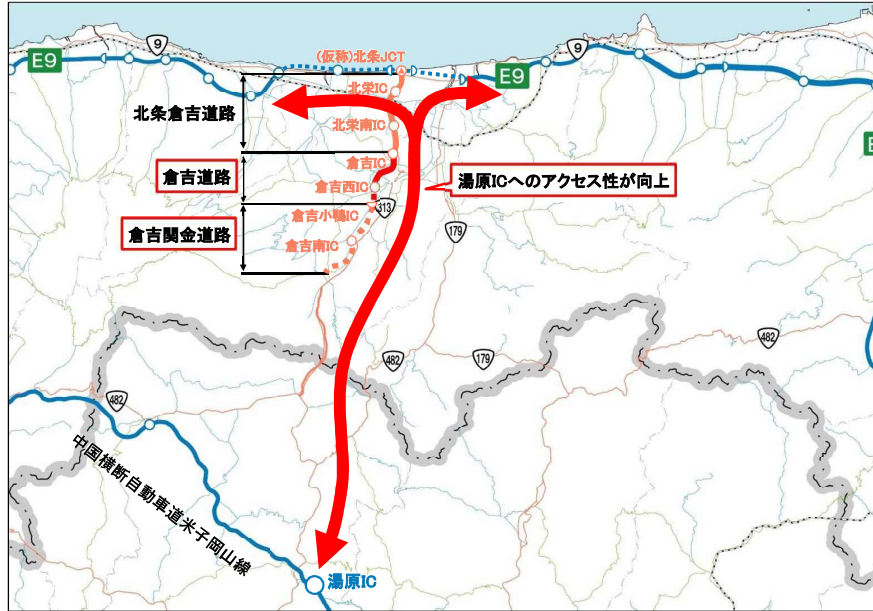 (仮称)北条JCT
9
9
E9
E9
北栄IC
北条倉吉道路
北栄南IC
倉吉IC
倉吉道路
倉吉西IC
湯原ICへのアクセス性が向上
倉吉小鴨IC
313
倉吉関金道路
倉吉南IC
179
482
482
179
482
中国横断自動車道米子岡山線
湯原IC